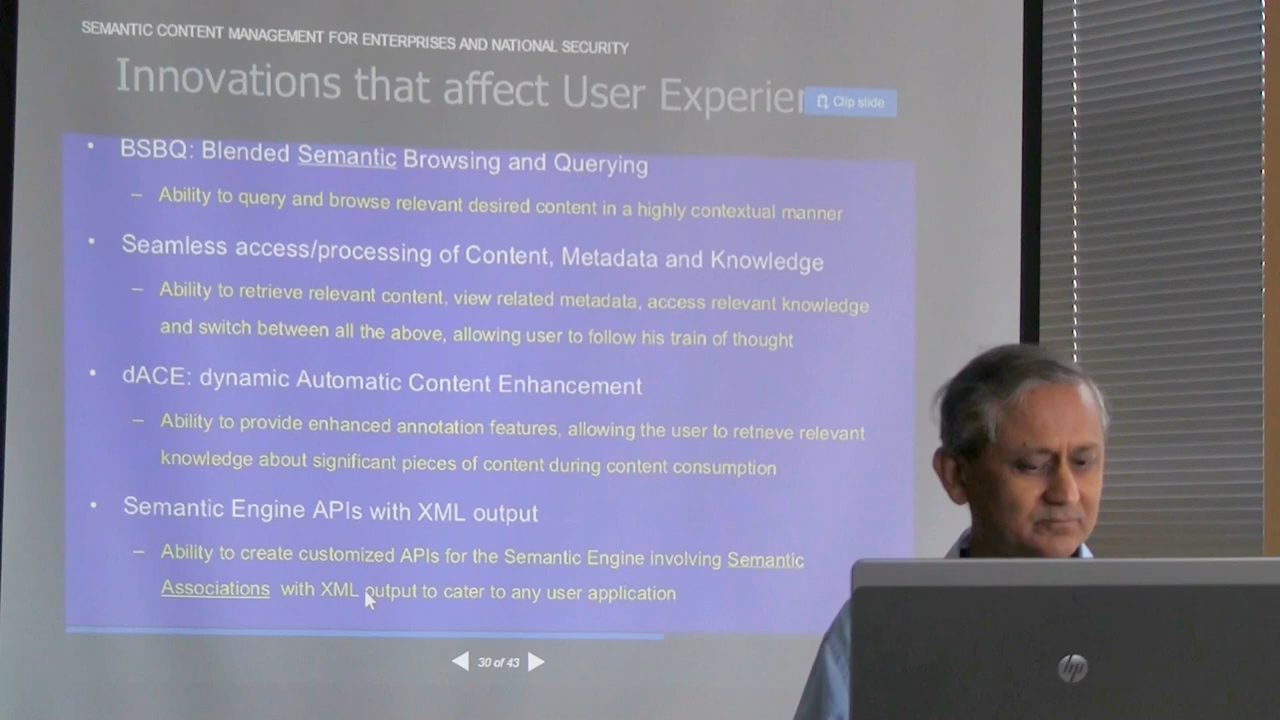 SEMANTIC CONTENT MANAGEMENT FOR ENTERPRISES AND NATIONAL SECURITY
Innovations that affect User Experien
Clip slide
• BSBQ: Blended Semantic Browsing and Querying
– Ability to query and browse relevant desired content in a highly contextual manner
• Seamless access/processing of Content, Metadata and Knowledge
– Ability to retrieve relevant content, view related metadata, access relevant knowledge
and switch between all the above, allowing user to follow his train of thought
• dACE: dynamic Automatic Content Enhancement
– Ability to provide enhanced annotation features, allowing the user to retrieve relevant
knowledge about significant pieces of content during content consumption
• Semantic Engine APIs with XML output
– Ability to create customized APIs for the Semantic Engine involving Semantic
Associations with XML output to cater to any user application
30 of 43
hp